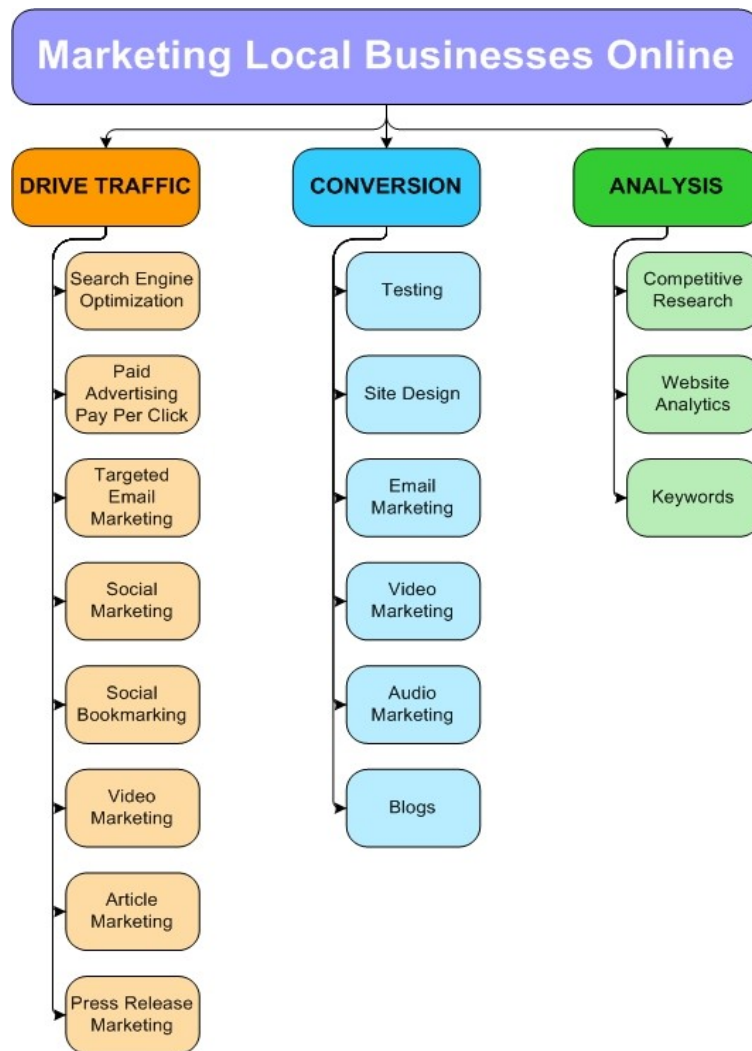 Marketing Local Businesses Online
DRIVE TRAFFIC
Search Engine
Optimization
Paid
Advertising
Pay Per Click
Targeted
Email
Marketing
Social
Marketing
Social
Bookmarking
Video
Marketing
Article
Marketing
Press Release
Marketing
CONVERSION
Testing
Site Design
Email
Marketing
Video
Marketing
Audio
Marketing
Blogs
ANALYSIS
Competitive
Research
Website
Analytics
Keywords